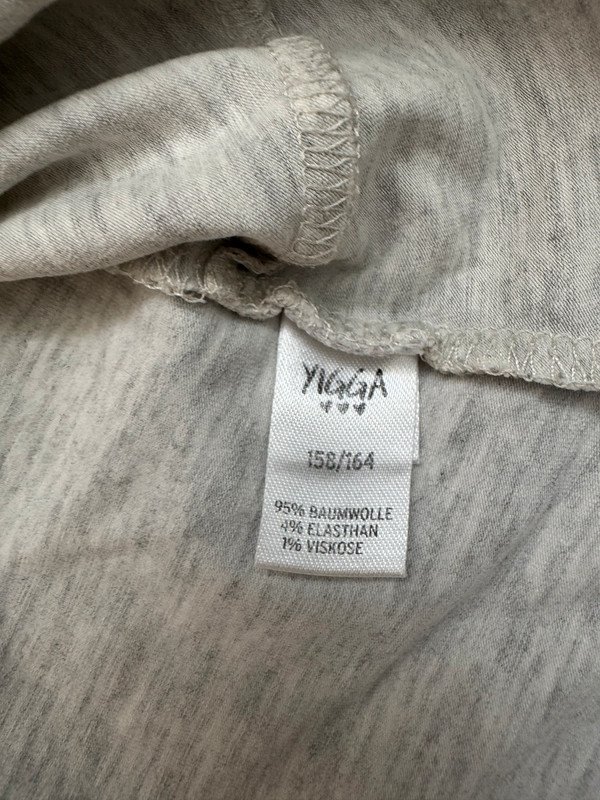 YIGGA
158/164
95% BAUMWOLLE
4% ELASTHAN
1% VISKOSE